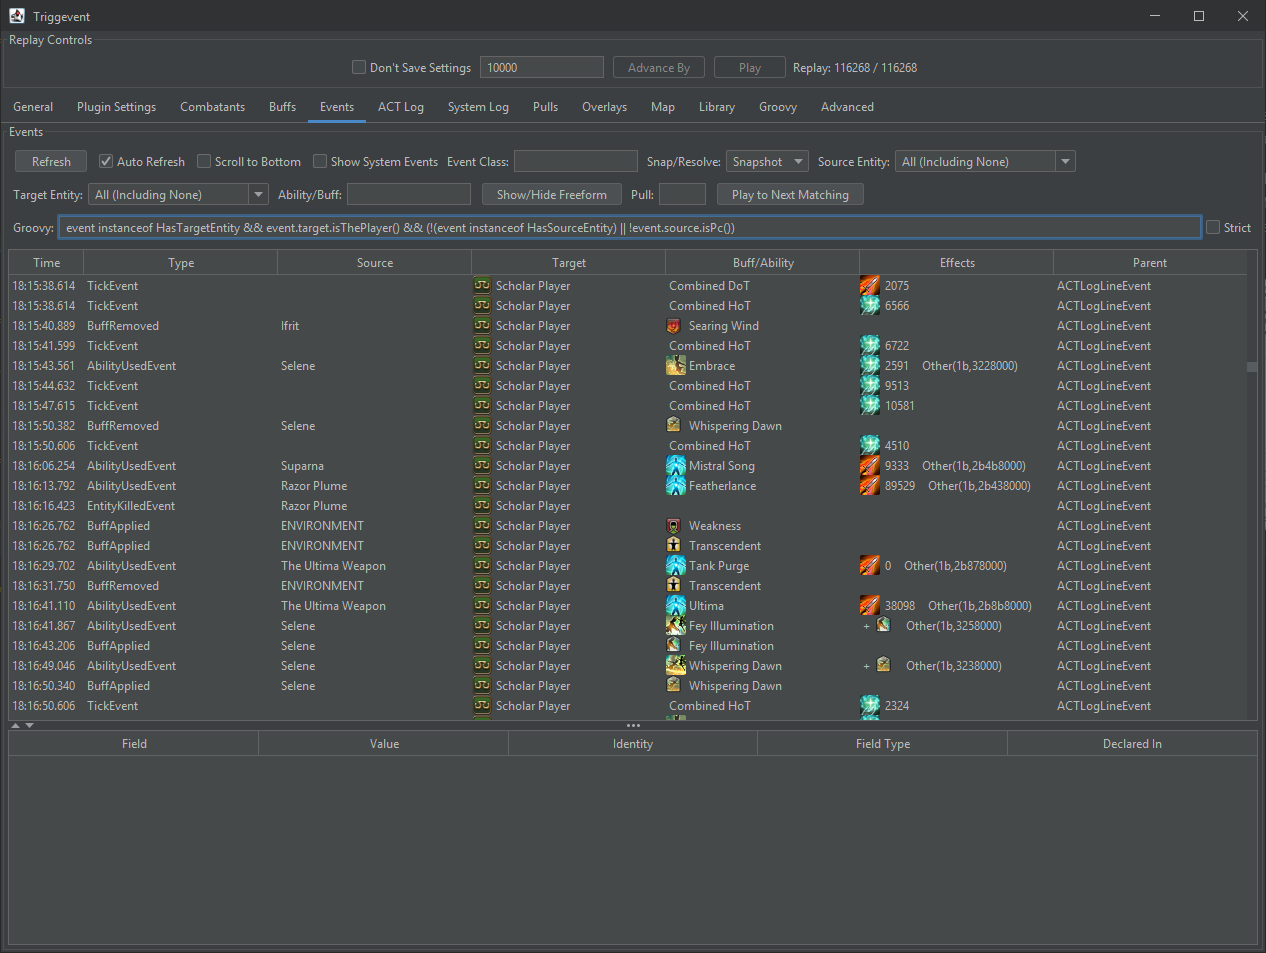 Triggevent
Replay Controls
Don't Save Settings 10000 Advance By Play Replay: 116268 / 116268
General Plugin Settings Combatants Buffs Events ACT Log System Log Pulls Overlays Map Library Groovy Advanced
Events
Refresh Auto Refresh Scroll to Bottom Show System Events Event Class: Snap/Resolve: Snapshot Source Entity: All (Including None)
Target Entity: All (Including None) Ability/Buff: Show/Hide Freeform Pull: Play to Next Matching
Groovy: event instanceof HasTargetEntity && event.target.isThePlayer() && (!(event instanceof HasSourceEntity) || !event.source.isPc()) Strict
Time Type Source Target Buff/Ability Effects Parent
18:15:38.614 TickEvent Scholar Player Combined DoT 2075 ACTLogLineEvent
18:15:38.614 TickEvent Scholar Player Combined HoT 6566 ACTLogLineEvent
18:15:40.889 BuffRemoved Ifrit Scholar Player Searing Wind ACTLogLineEvent
18:15:41.599 TickEvent Scholar Player Combined HoT 6722 ACTLogLineEvent
18:15:43.561 AbilityUsedEvent Selene Scholar Player Embrace 2591 Other(1b,3228000) ACTLogLineEvent
18:15:44.632 TickEvent Scholar Player Combined HoT 9513 ACTLogLineEvent
18:15:47.615 TickEvent Scholar Player Combined HoT 10581 ACTLogLineEvent
18:15:50.382 BuffRemoved Selene Scholar Player Whispering Dawn ACTLogLineEvent
18:15:50.606 TickEvent Scholar Player Combined HoT 4510 ACTLogLineEvent
18:16:06.254 AbilityUsedEvent Suparna Scholar Player Mistral Song 9333 Other(1b,2b4b8000) ACTLogLineEvent
18:16:13.792 AbilityUsedEvent Razor Plume Scholar Player Featherlance 89529 Other(1b,2b438000) ACTLogLineEvent
18:16:16.423 EntityKilledEvent Razor Plume Scholar Player ACTLogLineEvent
18:16:26.762 BuffApplied ENVIRONMENT Scholar Player Weakness ACTLogLineEvent
18:16:26.762 BuffApplied ENVIRONMENT Scholar Player Transcendent ACTLogLineEvent
18:16:29.702 AbilityUsedEvent The Ultima Weapon Scholar Player Tank Purge 0 Other(1b,2b878000) ACTLogLineEvent
18:16:31.750 BuffRemoved ENVIRONMENT Scholar Player Transcendent ACTLogLineEvent
18:16:41.110 AbilityUsedEvent The Ultima Weapon Scholar Player Ultima 38098 Other(1b,2b8b8000) ACTLogLineEvent
18:16:41.867 AbilityUsedEvent Selene Scholar Player Fey Illumination + Other(1b,3258000) ACTLogLineEvent
18:16:43.206 BuffApplied Selene Scholar Player Fey Illumination ACTLogLineEvent
18:16:49.046 AbilityUsedEvent Selene Scholar Player Whispering Dawn + Other(1b,3238000) ACTLogLineEvent
18:16:50.340 BuffApplied Selene Scholar Player Whispering Dawn ACTLogLineEvent
18:16:50.606 TickEvent Scholar Player Combined HoT 2324 ACTLogLineEvent
Field Value Identity Field Type Declared In